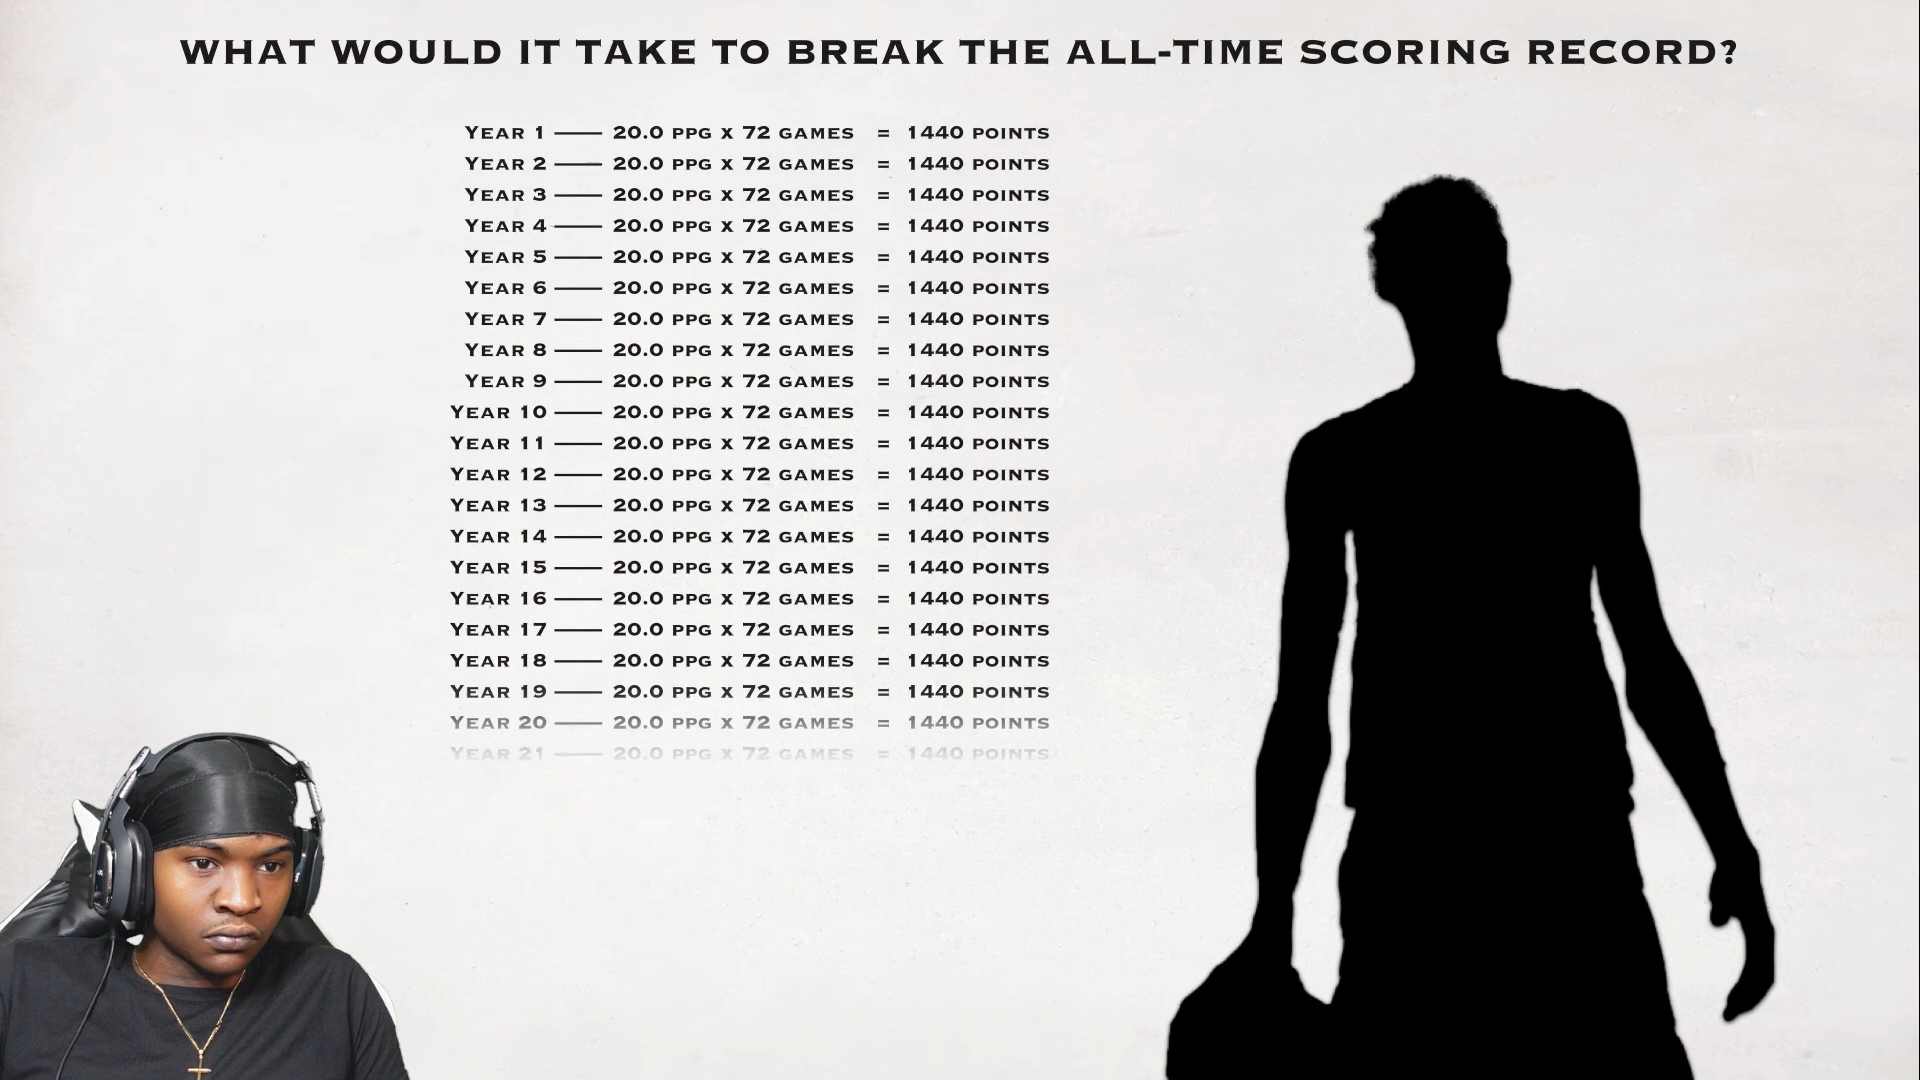 WHAT WOULD IT TAKE TO BREAK THE ALL-TIME SCORING RECORD?
YEAR 1 —— 20.0 PPG X 72 GAMES = 1440 POINTS
YEAR 2 —— 20.0 PPG X 72 GAMES = 1440 POINTS
YEAR 3 —— 20.0 PPG X 72 GAMES = 1440 POINTS
YEAR 4 —— 20.0 PPG X 72 GAMES = 1440 POINTS
YEAR 5 —— 20.0 PPG X 72 GAMES = 1440 POINTS
YEAR 6 —— 20.0 PPG X 72 GAMES = 1440 POINTS
YEAR 7 —— 20.0 PPG X 72 GAMES = 1440 POINTS
YEAR 8 —— 20.0 PPG X 72 GAMES = 1440 POINTS
YEAR 9 —— 20.0 PPG X 72 GAMES = 1440 POINTS
YEAR 10 —— 20.0 PPG X 72 GAMES = 1440 POINTS
YEAR 11 —— 20.0 PPG X 72 GAMES = 1440 POINTS
YEAR 12 —— 20.0 PPG X 72 GAMES = 1440 POINTS
YEAR 13 —— 20.0 PPG X 72 GAMES = 1440 POINTS
YEAR 14 —— 20.0 PPG X 72 GAMES = 1440 POINTS
YEAR 15 —— 20.0 PPG X 72 GAMES = 1440 POINTS
YEAR 16 —— 20.0 PPG X 72 GAMES = 1440 POINTS
YEAR 17 —— 20.0 PPG X 72 GAMES = 1440 POINTS
YEAR 18 —— 20.0 PPG X 72 GAMES = 1440 POINTS
YEAR 19 —— 20.0 PPG X 72 GAMES = 1440 POINTS
YEAR 20 —— 20.0 PPG X 72 GAMES = 1440 POINTS
YEAR 21 —— 20.0 PPG X 72 GAMES = 1440 POINTS